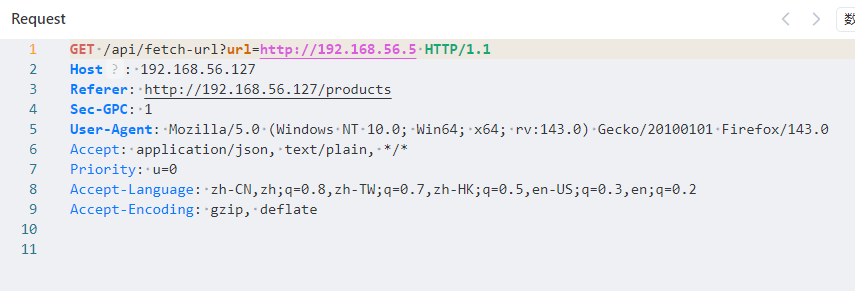 Request
数
1 GET /api/fetch-url?url=http://192.168.56.5 HTTP/1.1
2 Host ? : 192.168.56.127
3 Referer: http://192.168.56.127/products
4 Sec-GPC: 1
5 User-Agent: Mozilla/5.0 (Windows NT 10.0; Win64; x64; rv:143.0) Gecko/20100101 Firefox/143.0
6 Accept: application/json, text/plain, */*
7 Priority: u=0
8 Accept-Language: zh-CN,zh;q=0.8,zh-TW;q=0.7,zh-HK;q=0.5,en-US;q=0.3,en;q=0.2
9 Accept-Encoding: gzip, deflate
10
11